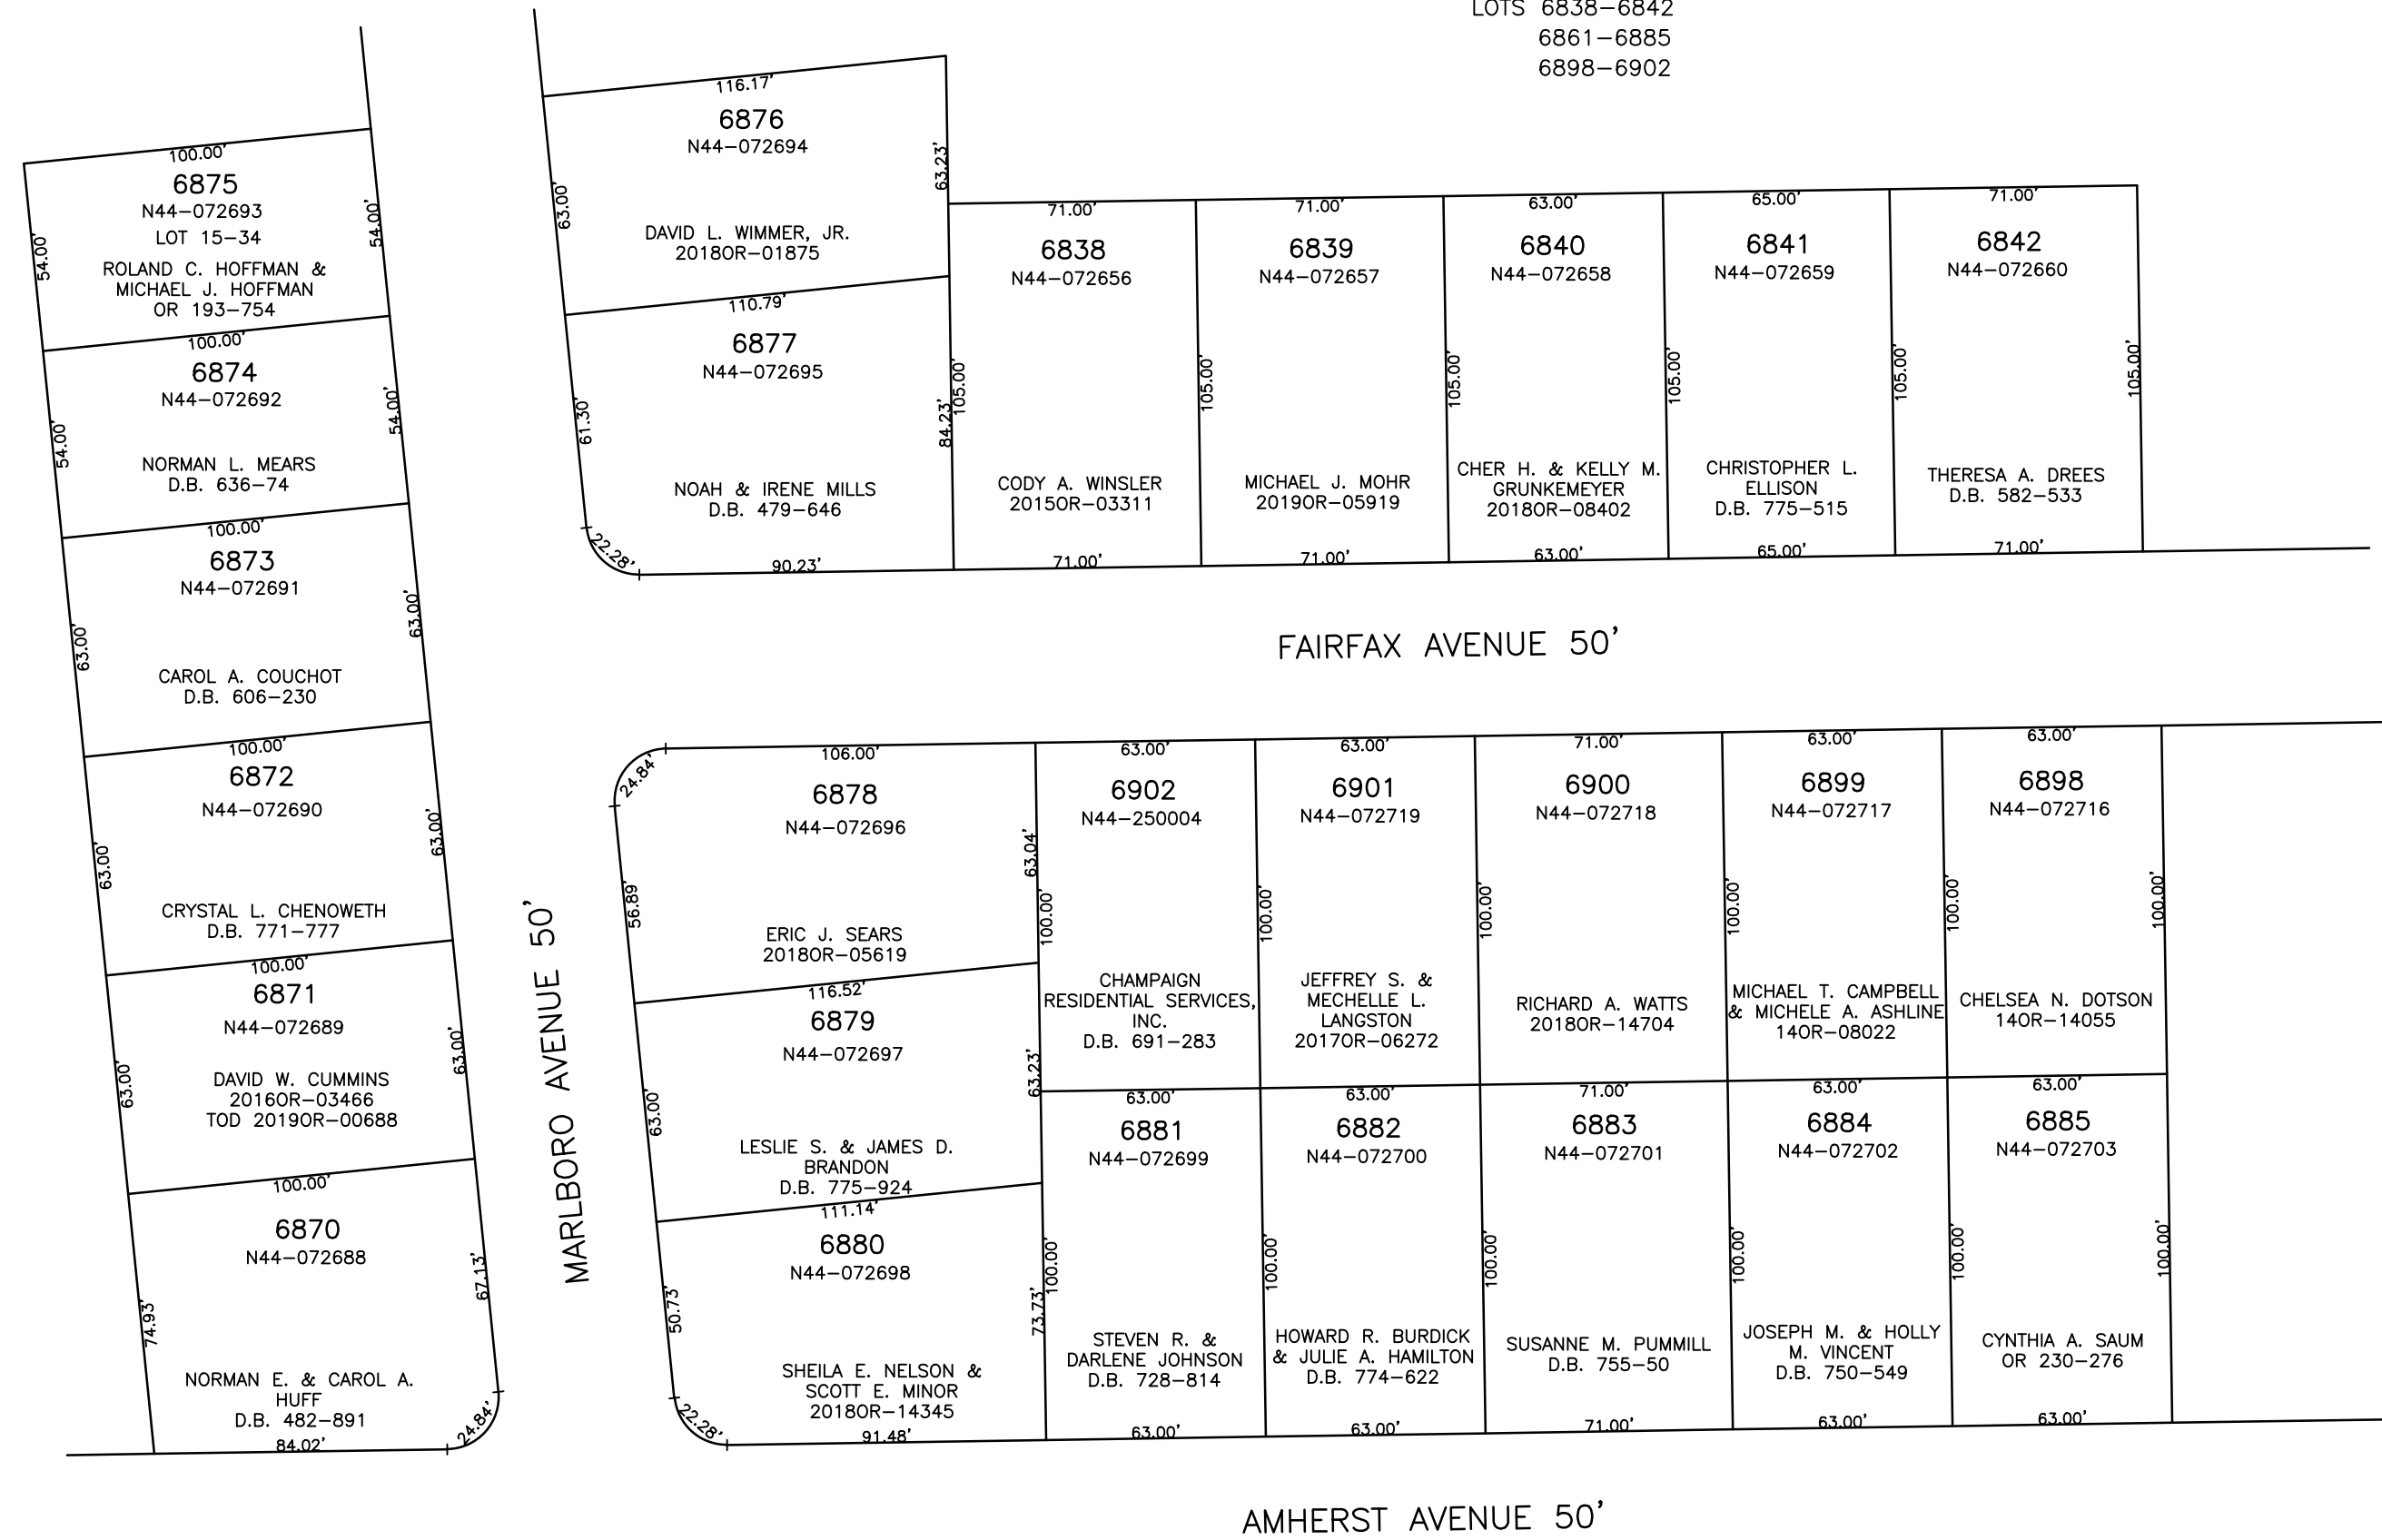 LOTS 6838-6842
6861-6885
6898-6902
100.00'
6875
N44-072693
LOT 15-34
54.00'
54.00'
ROLAND C. HOFFMAN &
MICHAEL J. HOFFMAN
OR 193-754
100.00'
6874
N44-072692
54.00'
54.00'
NORMAN L. MEARS
D.B. 636-74
100.00'
6873
N44-072691
63.00'
63.00'
CAROL A. COUCHOT
D.B. 606-230
100.00'
6872
N44-072690
63.00'
63.00'
CRYSTAL L. CHENOWETH
D.B. 771-777
100.00'
6871
N44-072689
63.00'
63.00'
DAVID W. CUMMINS
2016OR-03466
TOD 2019OR-00688
100.00'
6870
N44-072688
74.93'
67.13'
NORMAN E. & CAROL A.
HUFF
D.B. 482-891
84.02'
24.84'
MARLBORO AVENUE 50'
116.17'
6876
N44-072694
63.00'
63.23'
DAVID L. WIMMER, JR.
2018OR-01875
110.79'
6877
N44-072695
61.30'
84.23'
NOAH & IRENE MILLS
D.B. 479-646
22.28'
90.23'
71.00'
6838
N44-072656
105.00'
CODY A. WINSLER
2015OR-03311
71.00'
71.00'
6839
N44-072657
105.00'
MICHAEL J. MOHR
2019OR-05919
71.00'
63.00'
6840
N44-072658
105.00'
CHER H. & KELLY M.
GRUNKEMEYER
2018OR-08402
63.00'
65.00'
6841
N44-072659
105.00'
CHRISTOPHER L.
ELLISON
D.B. 775-515
65.00'
71.00'
6842
N44-072660
105.00'
105.00'
THERESA A. DREES
D.B. 582-533
71.00'
FAIRFAX AVENUE 50'
24.84'
106.00'
6878
N44-072696
56.89'
63.04'
ERIC J. SEARS
2018OR-05619
116.52'
6879
N44-072697
63.00'
63.23'
LESLIE S. & JAMES D.
BRANDON
D.B. 775-924
111.14'
6880
N44-072698
50.73'
73.73'
SHEILA E. NELSON &
SCOTT E. MINOR
2018OR-14345
22.28'
91.48'
63.00'
6902
N44-250004
100.00'
CHAMPAIGN
RESIDENTIAL SERVICES,
INC.
D.B. 691-283
63.00'
6901
N44-072719
100.00'
JEFFREY S. &
MECHELLE L.
LANGSTON
2017OR-06272
71.00'
6900
N44-072718
100.00'
RICHARD A. WATTS
2018OR-14704
63.00'
6899
N44-072717
100.00'
MICHAEL T. CAMPBELL
& MICHELE A. ASHLINE
14OR-08022
63.00'
6898
N44-072716
100.00'
100.00'
CHELSEA N. DOTSON
14OR-14055
63.00'
6881
N44-072699
100.00'
STEVEN R. &
DARLENE JOHNSON
D.B. 728-814
63.00'
63.00'
6882
N44-072700
100.00'
HOWARD R. BURDICK
& JULIE A. HAMILTON
D.B. 774-622
63.00'
71.00'
6883
N44-072701
100.00'
SUSANNE M. PUMMILL
D.B. 755-50
71.00'
63.00'
6884
N44-072702
100.00'
JOSEPH M. & HOLLY
M. VINCENT
D.B. 750-549
63.00'
63.00'
6885
N44-072703
100.00'
100.00'
CYNTHIA A. SAUM
OR 230-276
63.00'
AMHERST AVENUE 50'